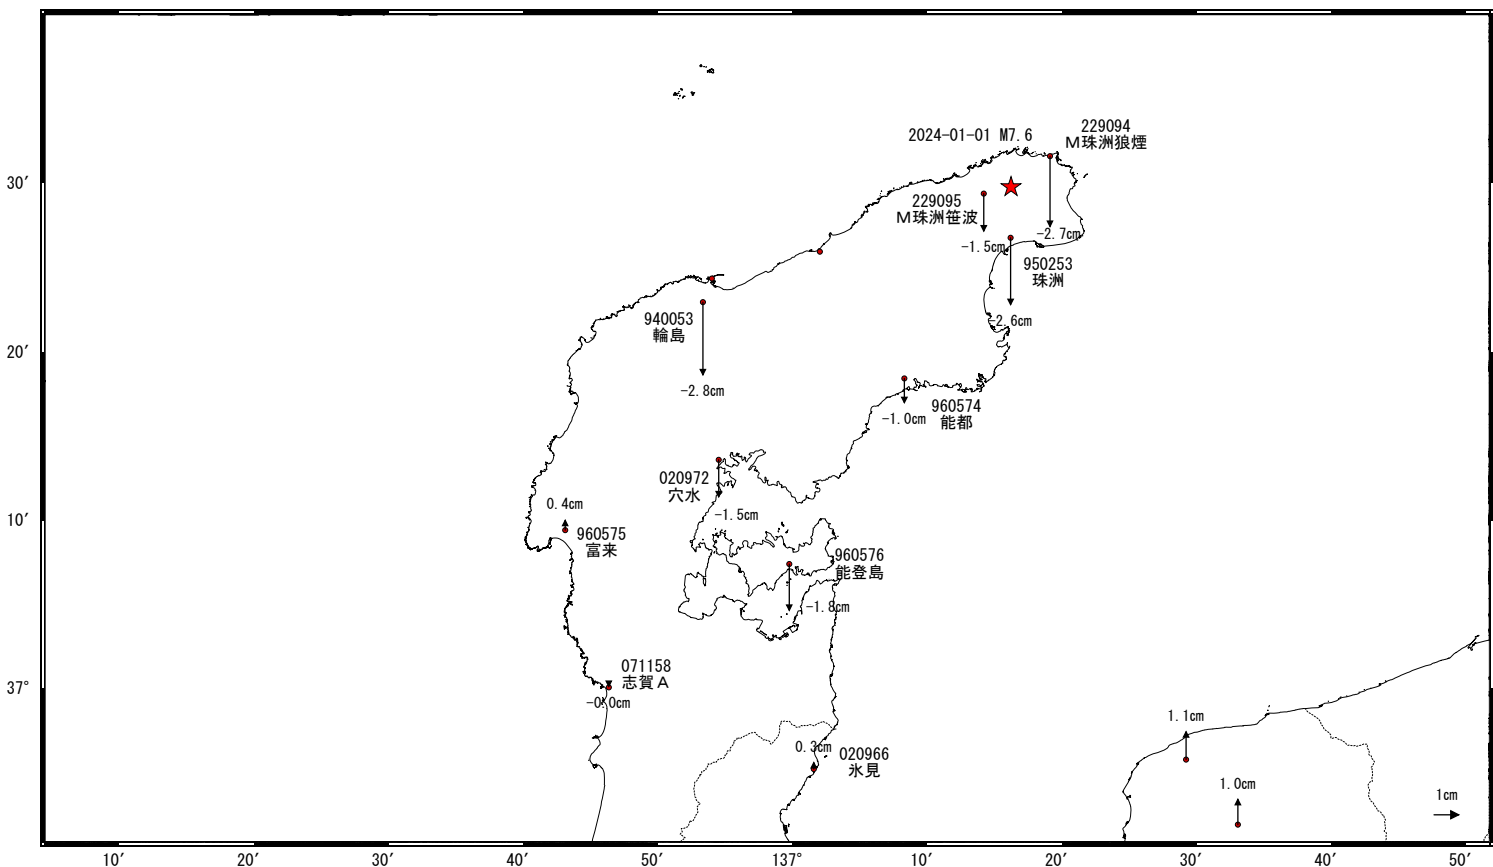 2024-01-01 M7.6
229094
M珠洲狼煙
30′
229095
M珠洲笹波
-1.5cm
-2.7cm
950253
珠洲
-2.6cm
940053
輪島
-2.8cm
20′
960574
能都
-1.0cm
020972
穴水
-1.5cm
0.4cm
960575
富来
10′
960576
能登島
-1.8cm
071158
志賀A
-0.0cm
37°
0.3cm
020966
氷見
1.1cm
1.0cm
1cm
10′ 20′ 30′ 40′ 50′ 137° 10′ 20′ 30′ 40′ 50′